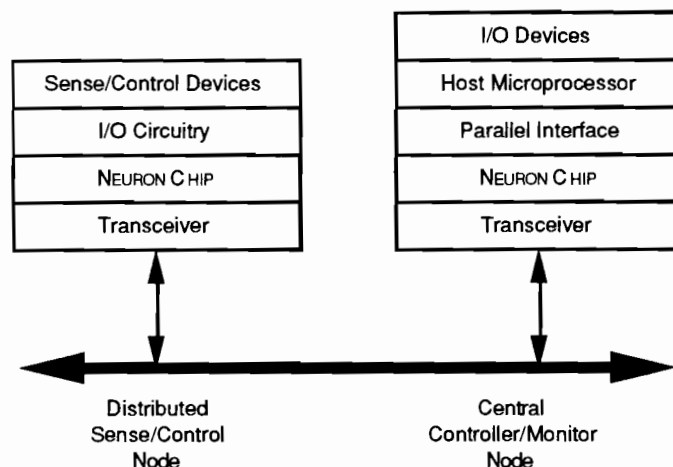 Sense/Control Devices
I/O Circuitry
NEURON CHIP
Transceiver
I/O Devices
Host Microprocessor
Parallel Interface
NEURON CHIP
Transceiver
Distributed
Sense/Control
Node
Central
Controller/Monitor
Node